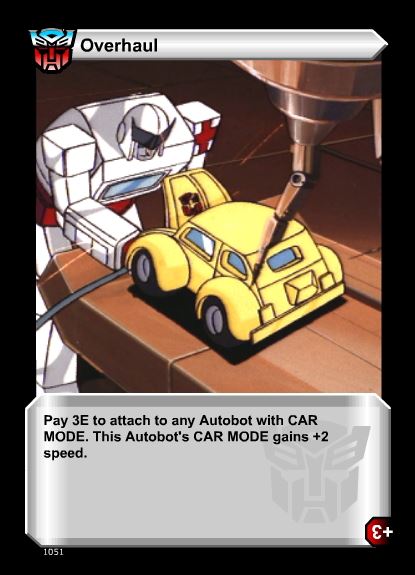 Overhaul
Pay 3E to attach to any Autobot with CAR
MODE. This Autobot's CAR MODE gains +2
speed.
+3
1051